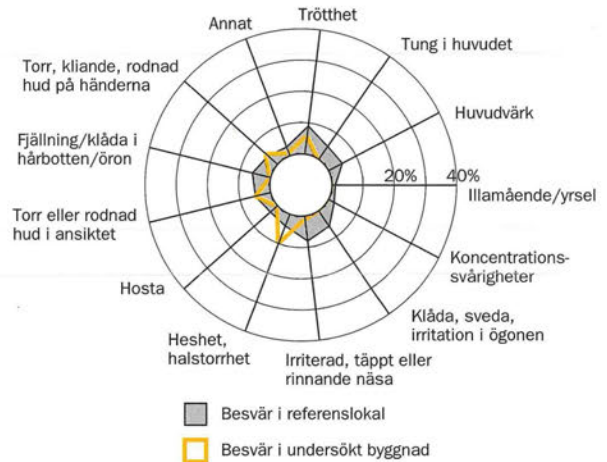 Trötthet
Annat
Tung i huvudet
Torr, kliande, rodnad
hud på händerna
Huvudvärk
Fjällning/klåda i
hårbotten/öron
20% 40%
Illamående/yrsel
Torr eller rodnad
hud i ansiktet
Koncentrations-
svårigheter
Hosta
Klåda, sveda,
irritation i ögonen
Heshet,
halstorrhet
Irriterad, täppt eller
rinnande näsa
Besvär i referenslokal
Besvär i undersökt byggnad